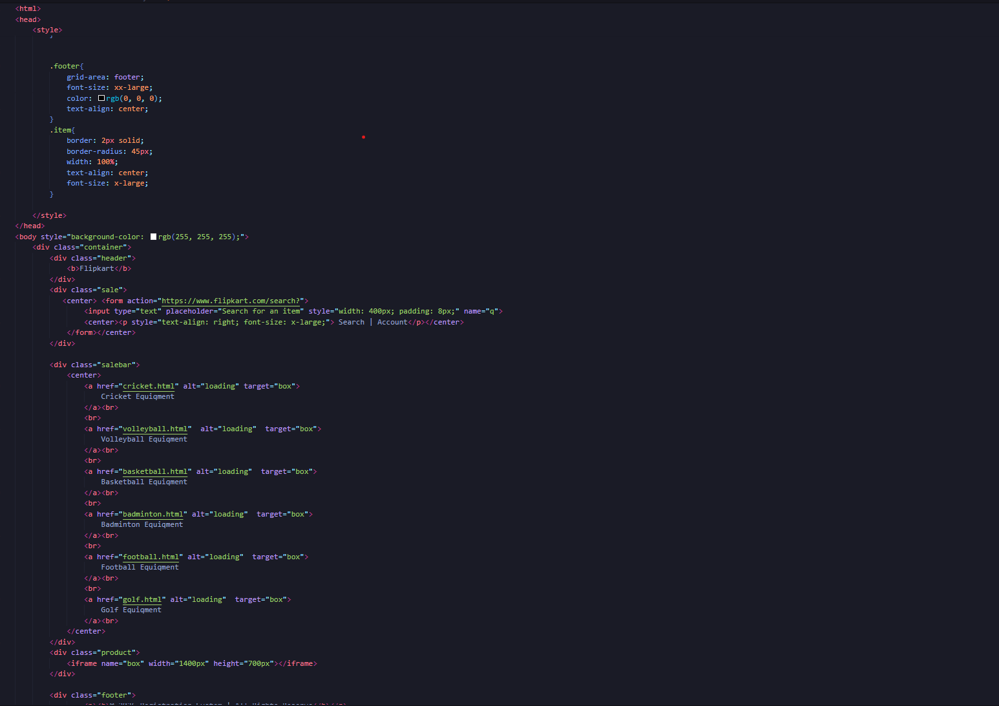 <html>
<head>
<style>
}
.footer{
grid-area: footer;
font-size: xx-large;
color: rgb(0, 0, 0);
text-align: center;
}
.item{
border: 2px solid;
border-radius: 45px;
width: 100%;
text-align: center;
font-size: x-large;
}
</style>
</head>
<body style="background-color: rgb(255, 255, 255);">
<div class="container">
<div class="header">
<b>Flipkart</b>
</div>
<div class="sale">
<center> <form action="https://www.flipkart.com/search?">
<input type="text" placeholder="Search for an item" style="width: 400px; padding: 8px;" name="q">
<center><p style="text-align: right; font-size: x-large;"> Search | Account</p></center>
</form></center>
</div>
<div class="salebar">
<center>
<a href="cricket.html" alt="loading" target="box">
Cricket Equiqment
</a><br>
<br>
<a href="volleyball.html"  alt="loading"  target="box">
Volleyball Equiqment
</a><br>
<br>
<a href="basketball.html" alt="loading"  target="box">
Basketball Equiqment
</a><br>
<br>
<a href="badminton.html" alt="loading"  target="box">
Badminton Equiqment
</a><br>
<br>
<a href="football.html" alt="loading"  target="box">
Football Equiqment
</a><br>
<br>
<a href="golf.html" alt="loading"  target="box">
Golf Equiqment
</a><br>
</center>
</div>
<div class="product">
<iframe name="box" width="1400px" height="700px"></iframe>
</div>
<div class="footer">